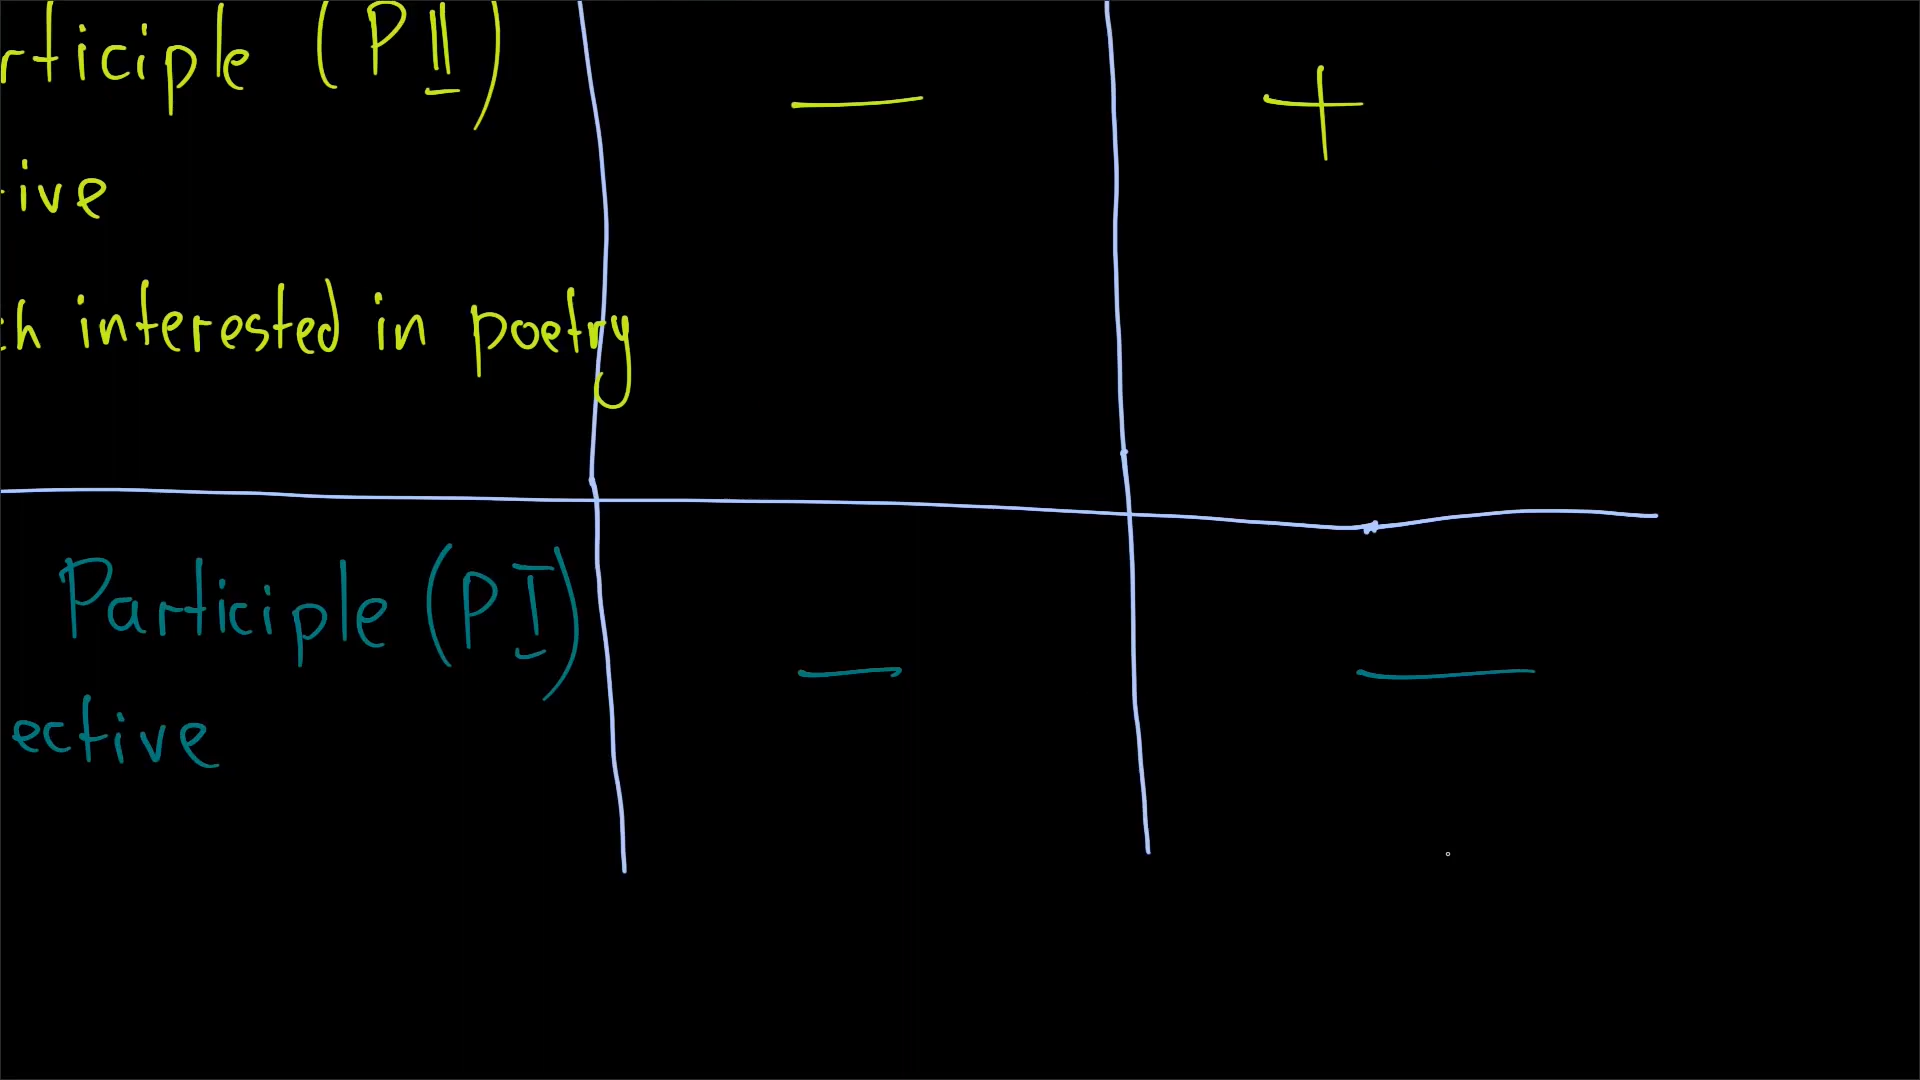 rticiple (PII) — +
ive
h interested in poetry
Participle (PI) — —
ective